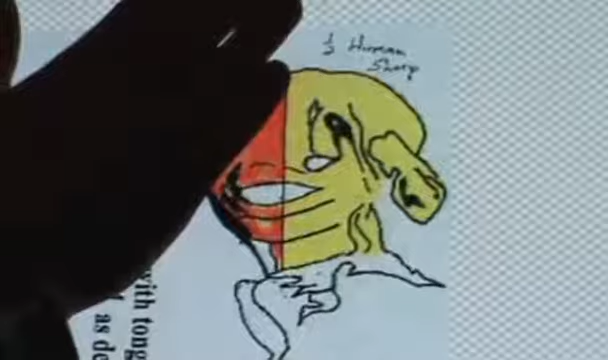 ½ Human
Sharp
with tong
as de